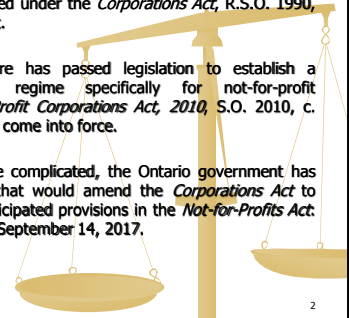 ed under the Corporations Act, R.S.O. 1990,
re has passed legislation to establish a
regime specifically for not-for-profit
rofit Corporations Act, 2010, S.O. 2010, c.
come into force.
e complicated, the Ontario government has
that would amend the Corporations Act to
icipated provisions in the Not-for-Profits Act.
September 14, 2017.
2